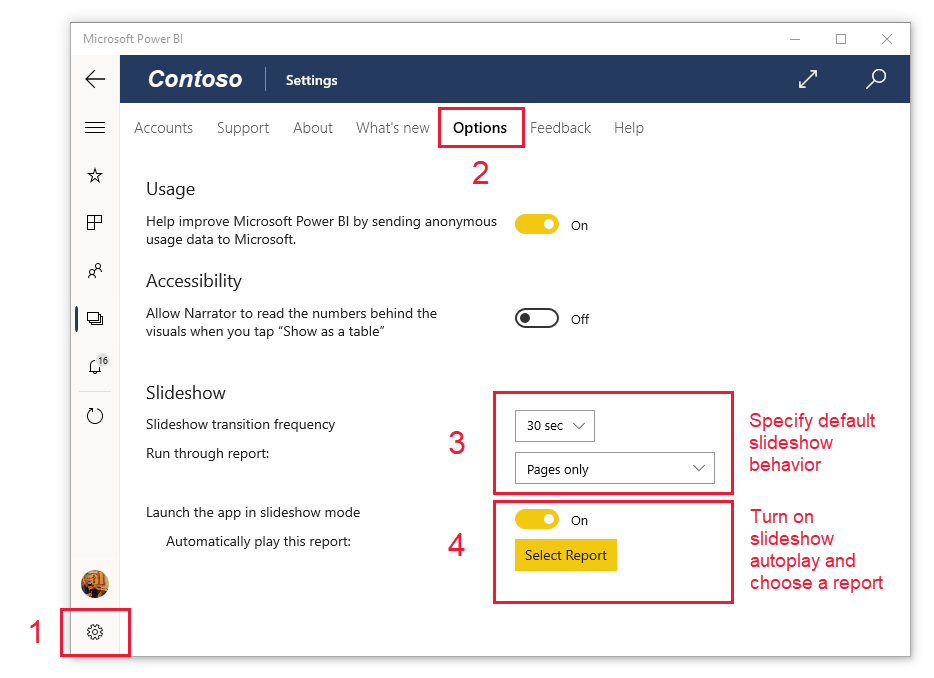 Microsoft Power BI
Contoso
Settings
Accounts Support About What's new Options Feedback Help
2
Usage
Help improve Microsoft Power BI by sending anonymous
usage data to Microsoft.
On
Accessibility
Allow Narrator to read the numbers behind the
visuals when you tap “Show as a table”
Off
16
Slideshow
Slideshow transition frequency
30 sec
Run through report:
Pages only
3
Specify default
slideshow
behavior
Launch the app in slideshow mode
On
Automatically play this report:
Select Report
4
Turn on
slideshow
autoplay and
choose a report
1